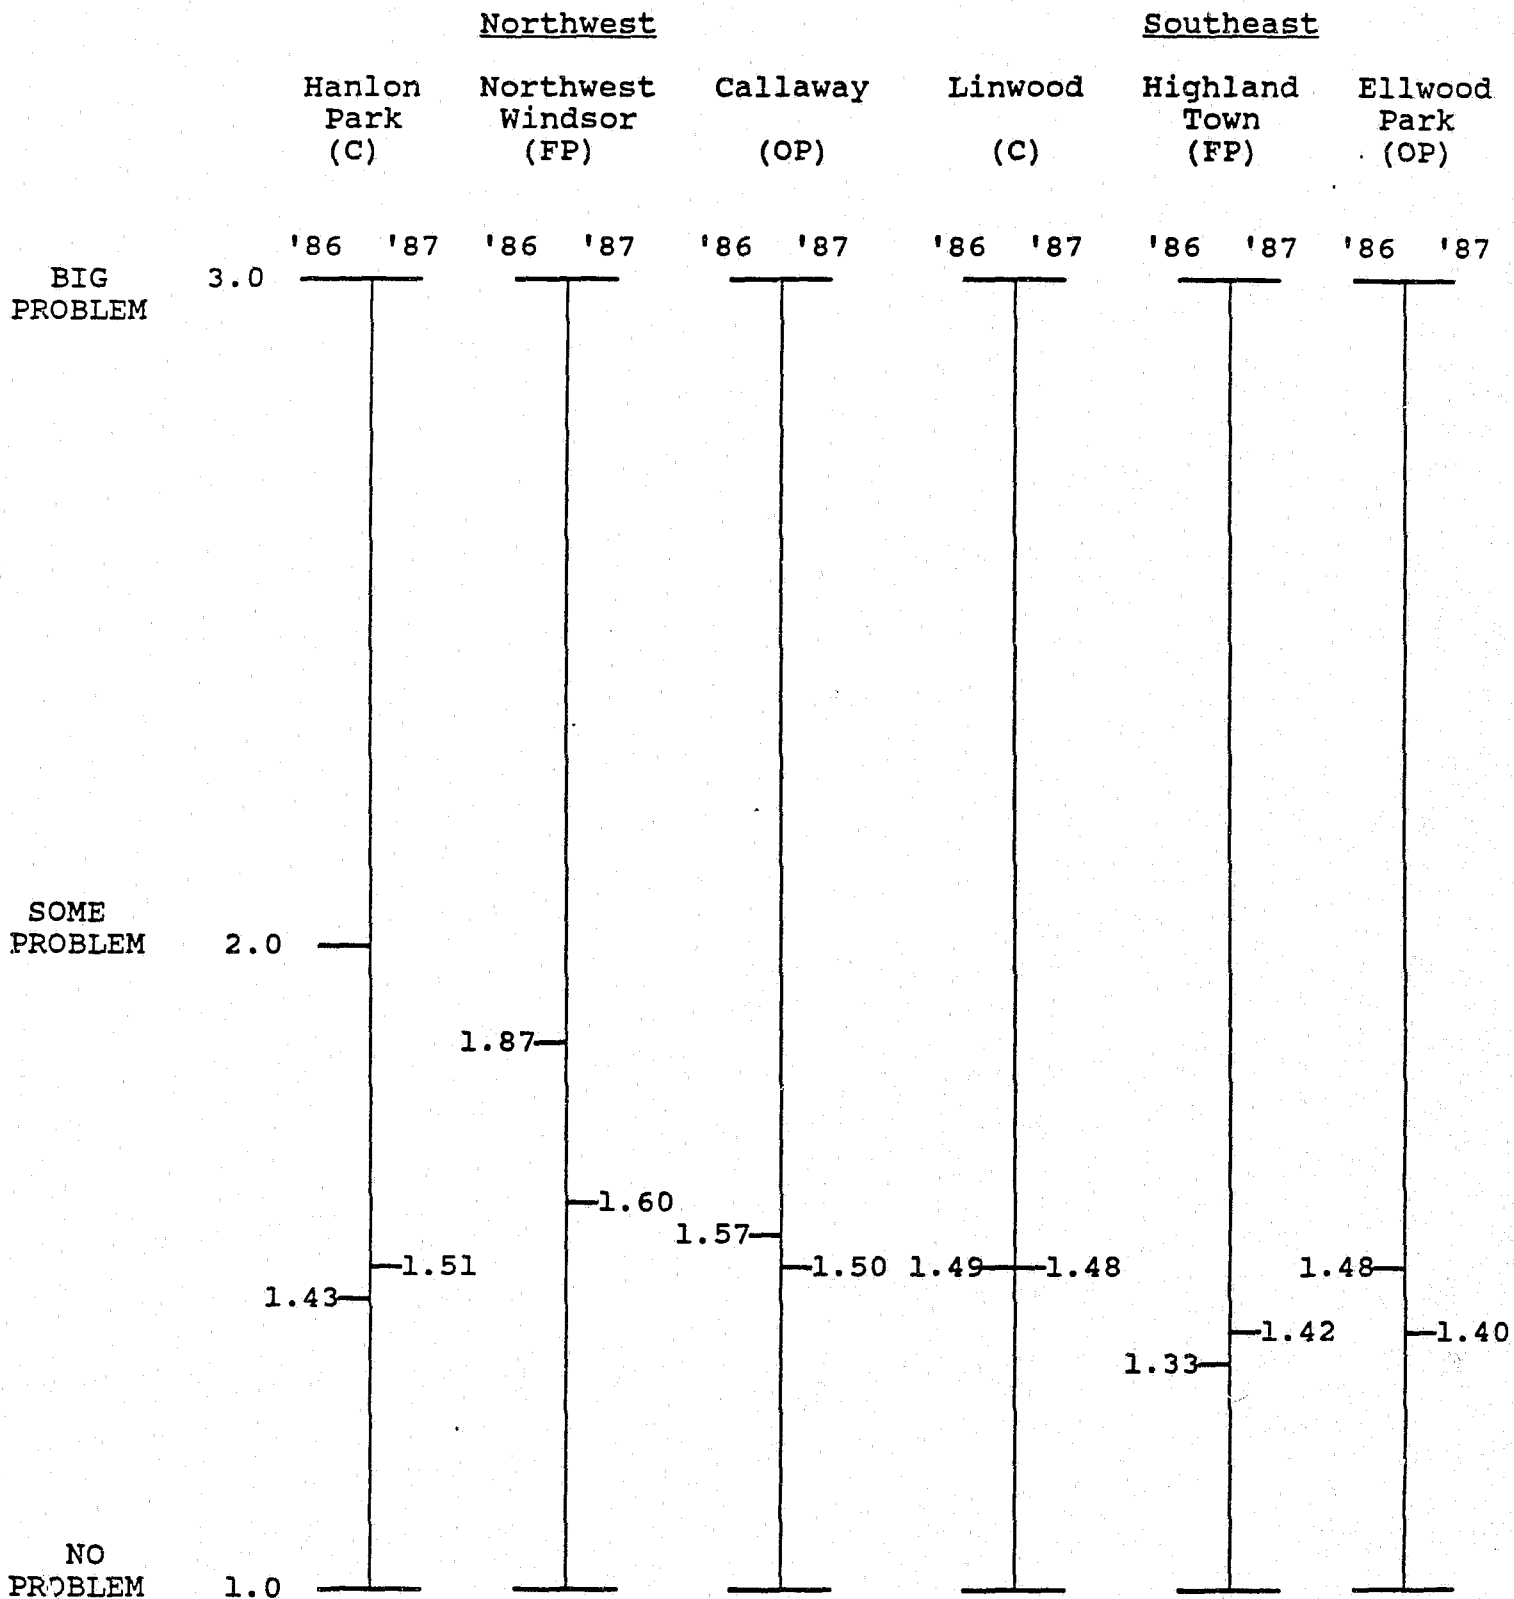 Northwest Southeast
Hanlon Northwest Callaway Linwood Highland Ellwood
Park Windsor Town Park
(C) (FP) (OP) (C) (FP) (OP)
'86 '87 '86 '87 '86 '87 '86 '87 '86 '87 '86 '87
BIG 3.0
PROBLEM
SOME
PROBLEM 2.0
1.87
1.60
1.57
1.51 1.50 1.49 1.48 1.48
1.43
1.42 1.40
1.33
NO
PROBLEM 1.0